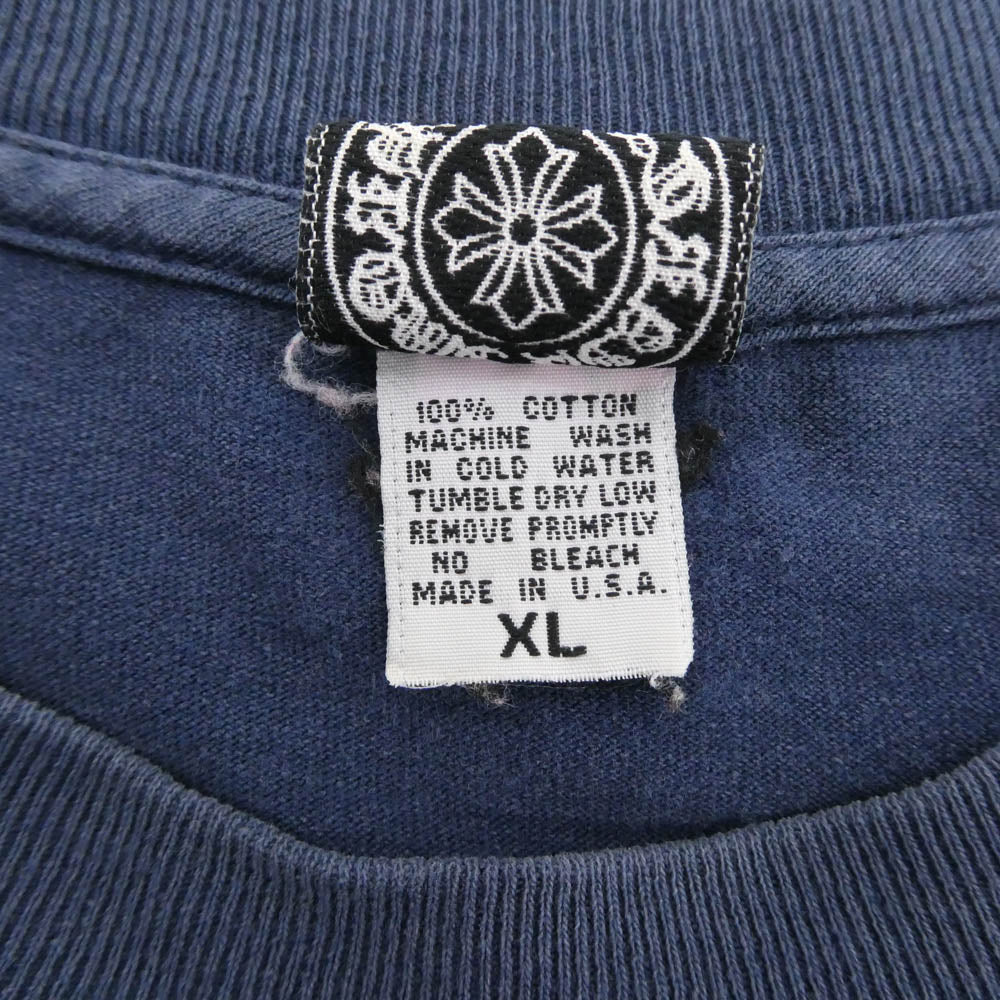 100% COTTON
MACHINE WASH
IN COLD WATER
TUMBLE DRY LOW
REMOVE PROMPTLY
NO BLEACH
MADE IN U.S.A.
XL